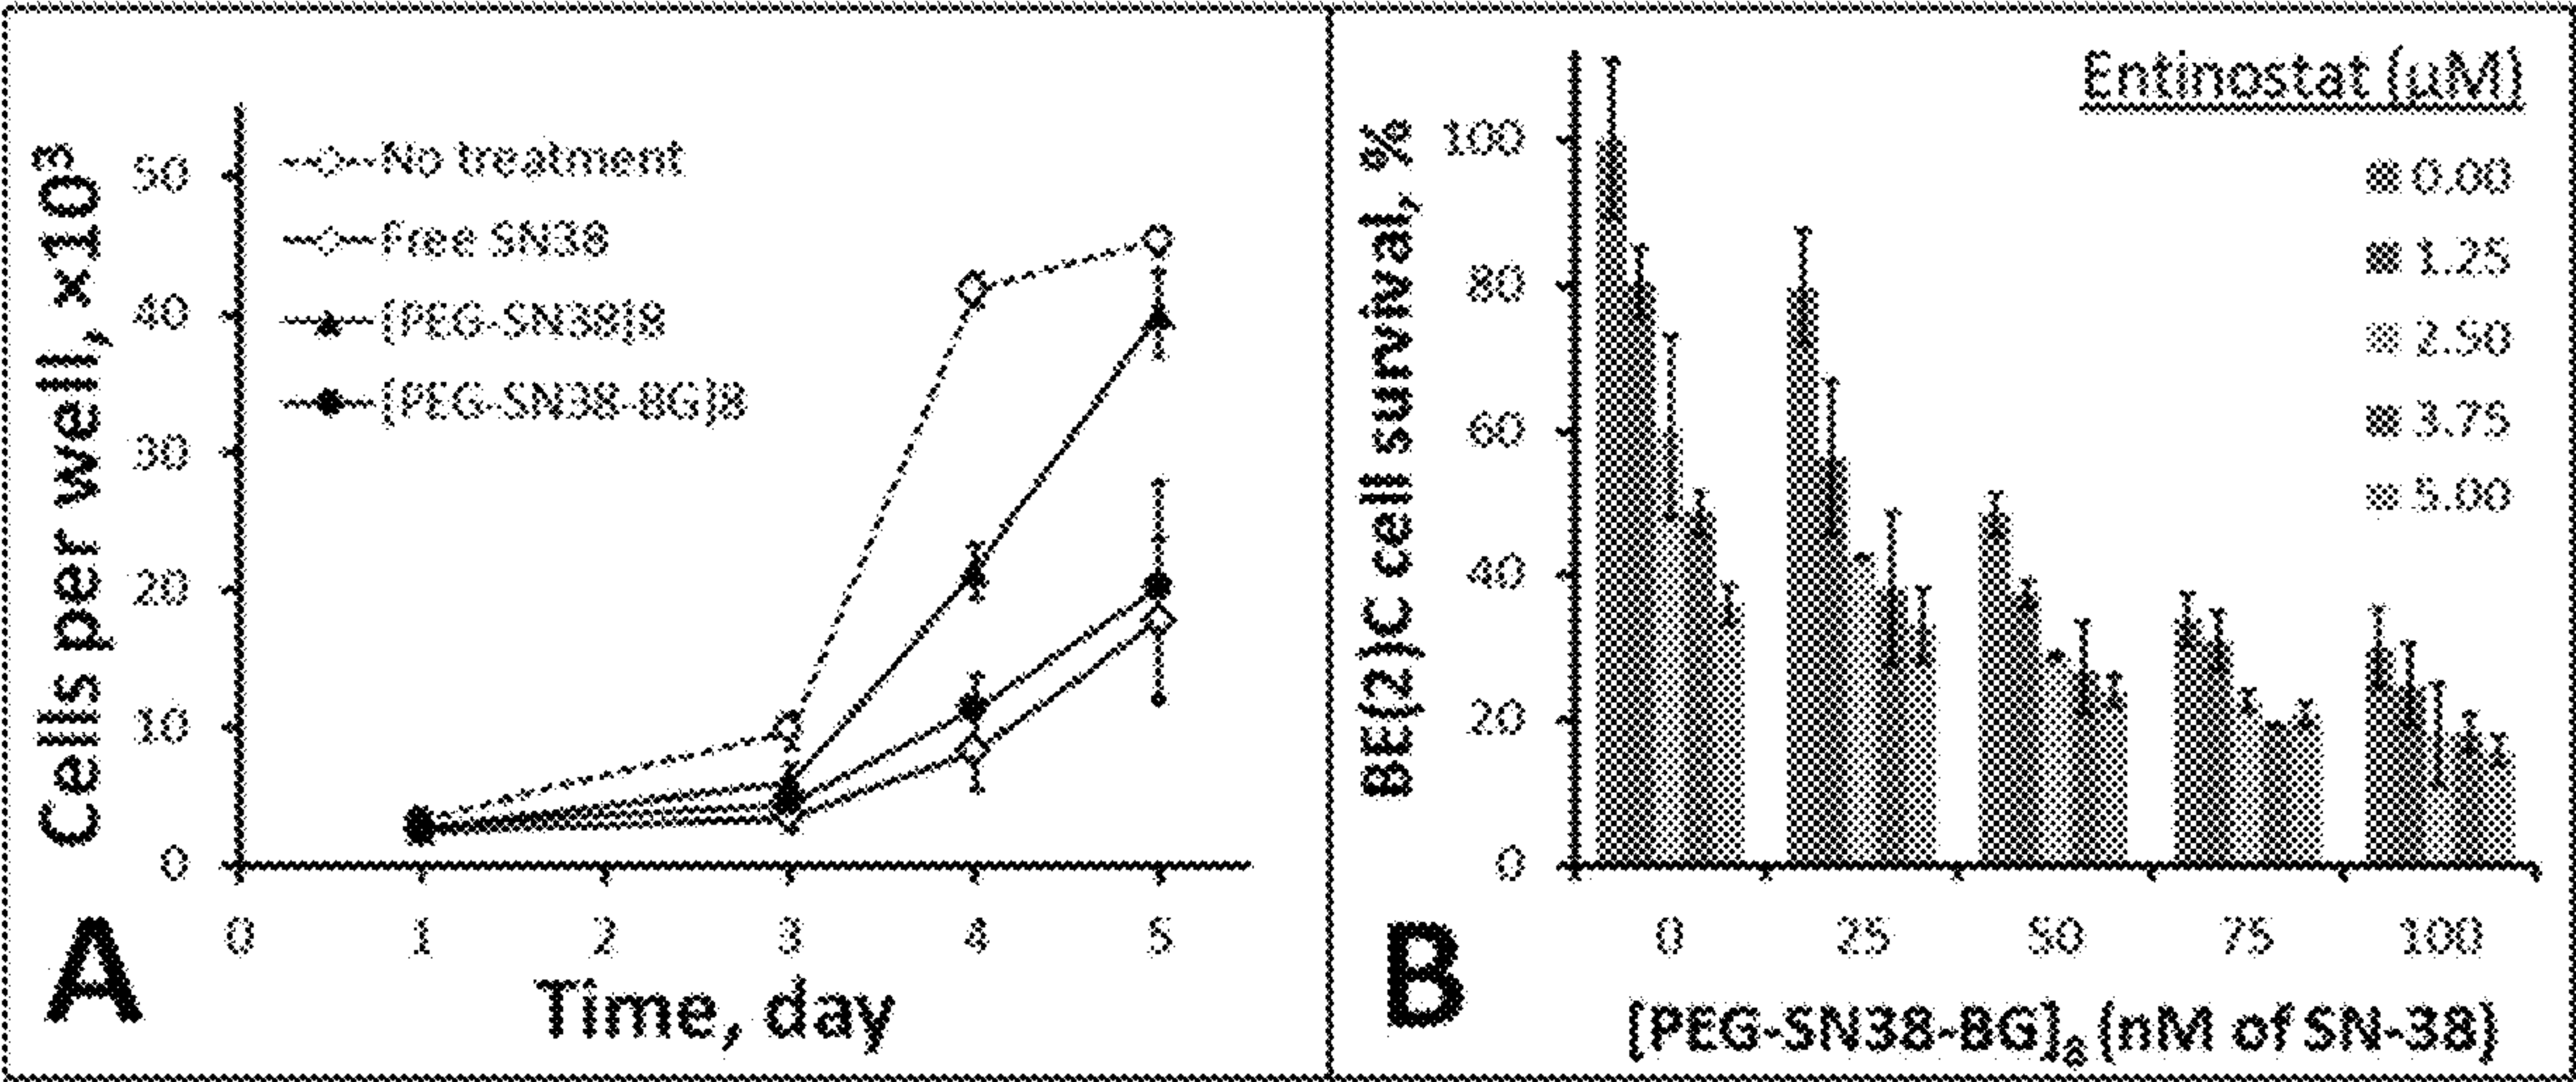 Cells per well, x10³
50
40
30
20
10
0
No treatment
Free SN38
[PEG-SN38]8
[PEG-SN38-BG]8
0 1 2 3 4 5
Time, day
A
BE(2)C cell survival, %
100
80
60
40
20
0
Entinostat (µM)
0.00
1.25
2.50
3.75
5.00
0 25 50 75 100
[PEG-SN38-BG]₈ (nM of SN-38)
B